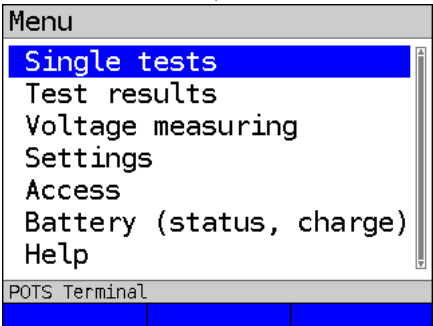 Menu
Single tests
Test results
Voltage measuring
Settings
Access
Battery (status, charge)
Help
POTS Terminal